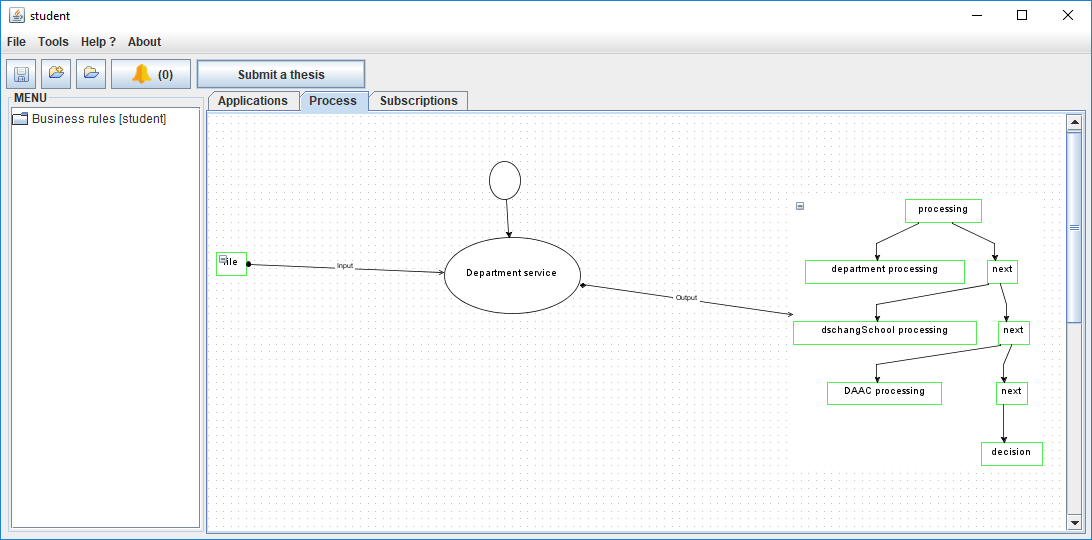 student
File Tools Help ? About
(0) Submit a thesis
MENU
Business rules [student]
Applications Process Subscriptions
processing
file
Input
Department service
Output
department processing
next
dschangSchool processing
next
DAAC processing
next
decision